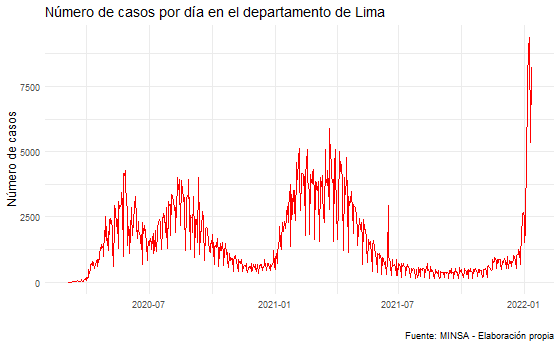 Número de casos por día en el departamento de Lima
Número de casos
7500
5000
2500
0
2020-07
2021-01
2021-07
2022-01
Fuente: MINSA - Elaboración propia